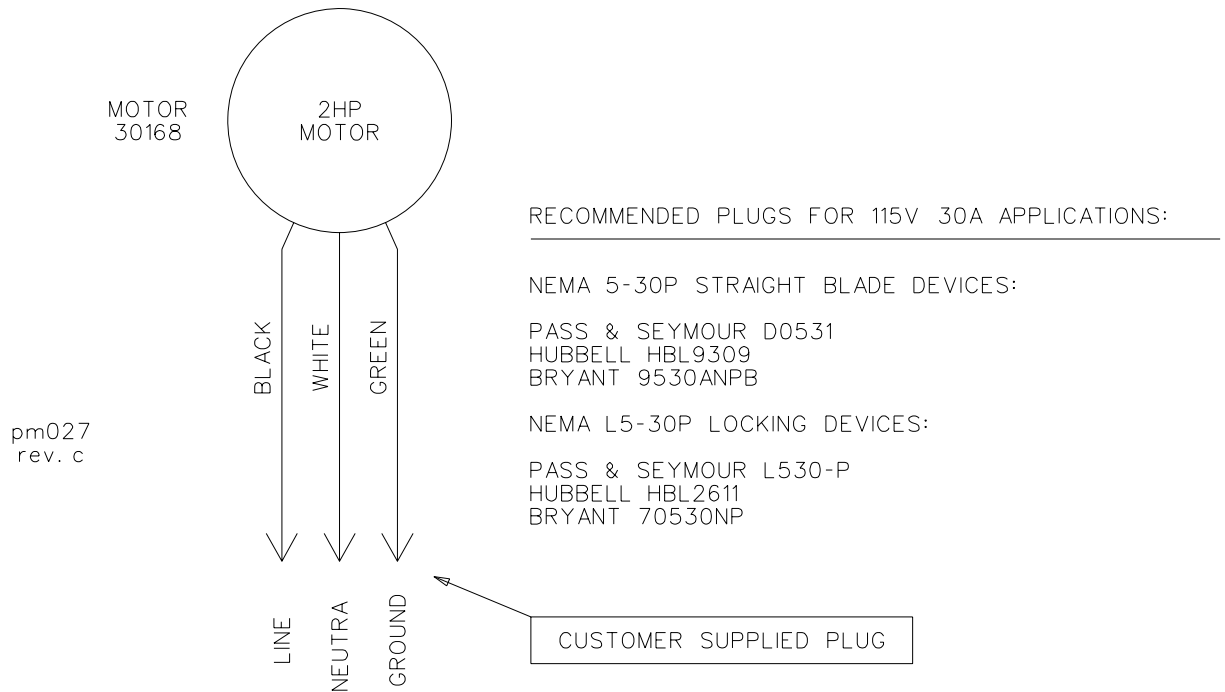 MOTOR
30168
2HP
MOTOR
RECOMMENDED PLUGS FOR 115V 30A APPLICATIONS:
NEMA 5-30P STRAIGHT BLADE DEVICES:
PASS & SEYMOUR D0531
HUBBELL HBL9309
BRYANT 9530ANPB
NEMA L5-30P LOCKING DEVICES:
PASS & SEYMOUR L530-P
HUBBELL HBL2611
BRYANT 70530NP
BLACK
WHITE
GREEN
pm027
rev. c
LINE
NEUTRA
GROUND
CUSTOMER SUPPLIED PLUG